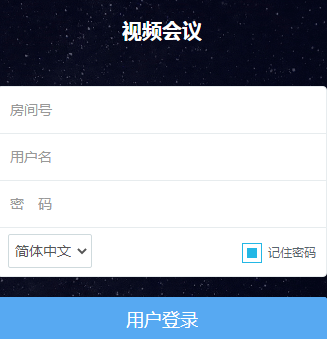 视频会议
房间号
用户名
密　码
简体中文
记住密码
用户登录